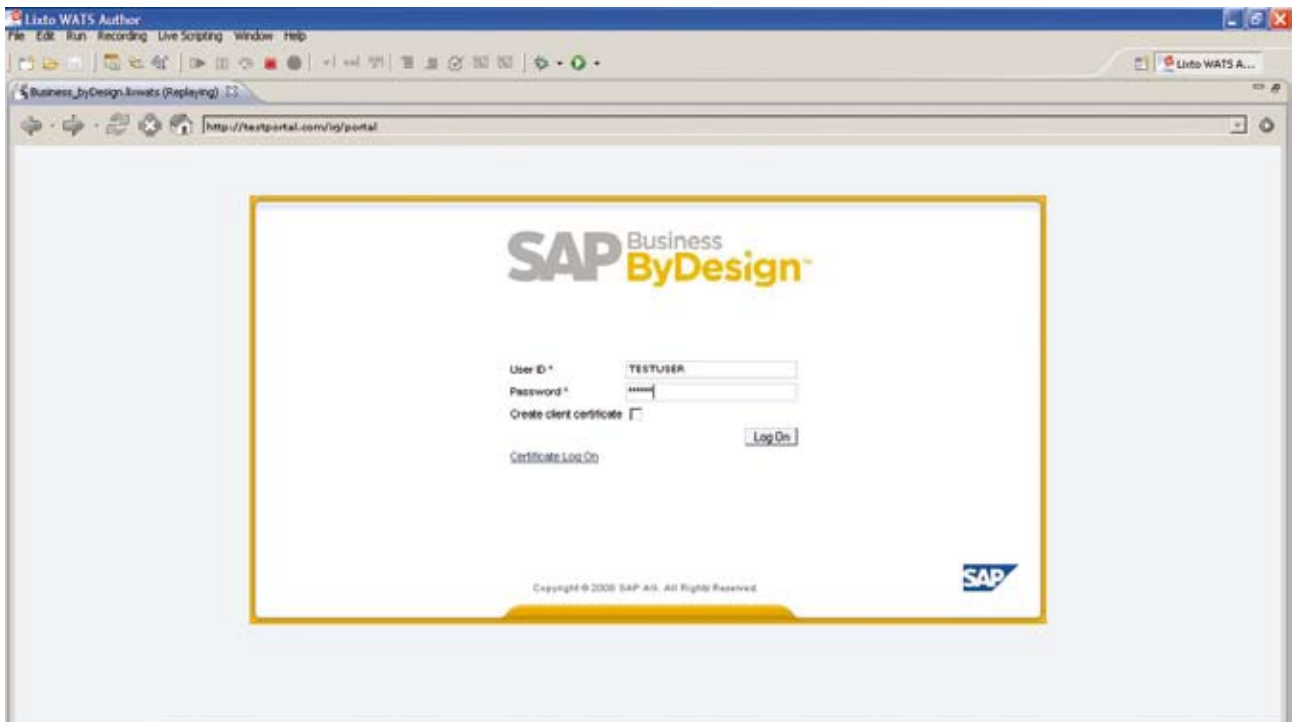 Lixto WATS Author
File Edit Run Recording Live Scripting Window Help
Lixto WATS A...
Business_byDesign.lixwats (Replaying)
http://testportal.com/irj/portal
SAP Business ByDesign™
User ID * TESTUSER
Password * ******
Create client certificate
Log On
Certificate Log On
SAP
Copyright © 2008 SAP AG. All Rights Reserved.